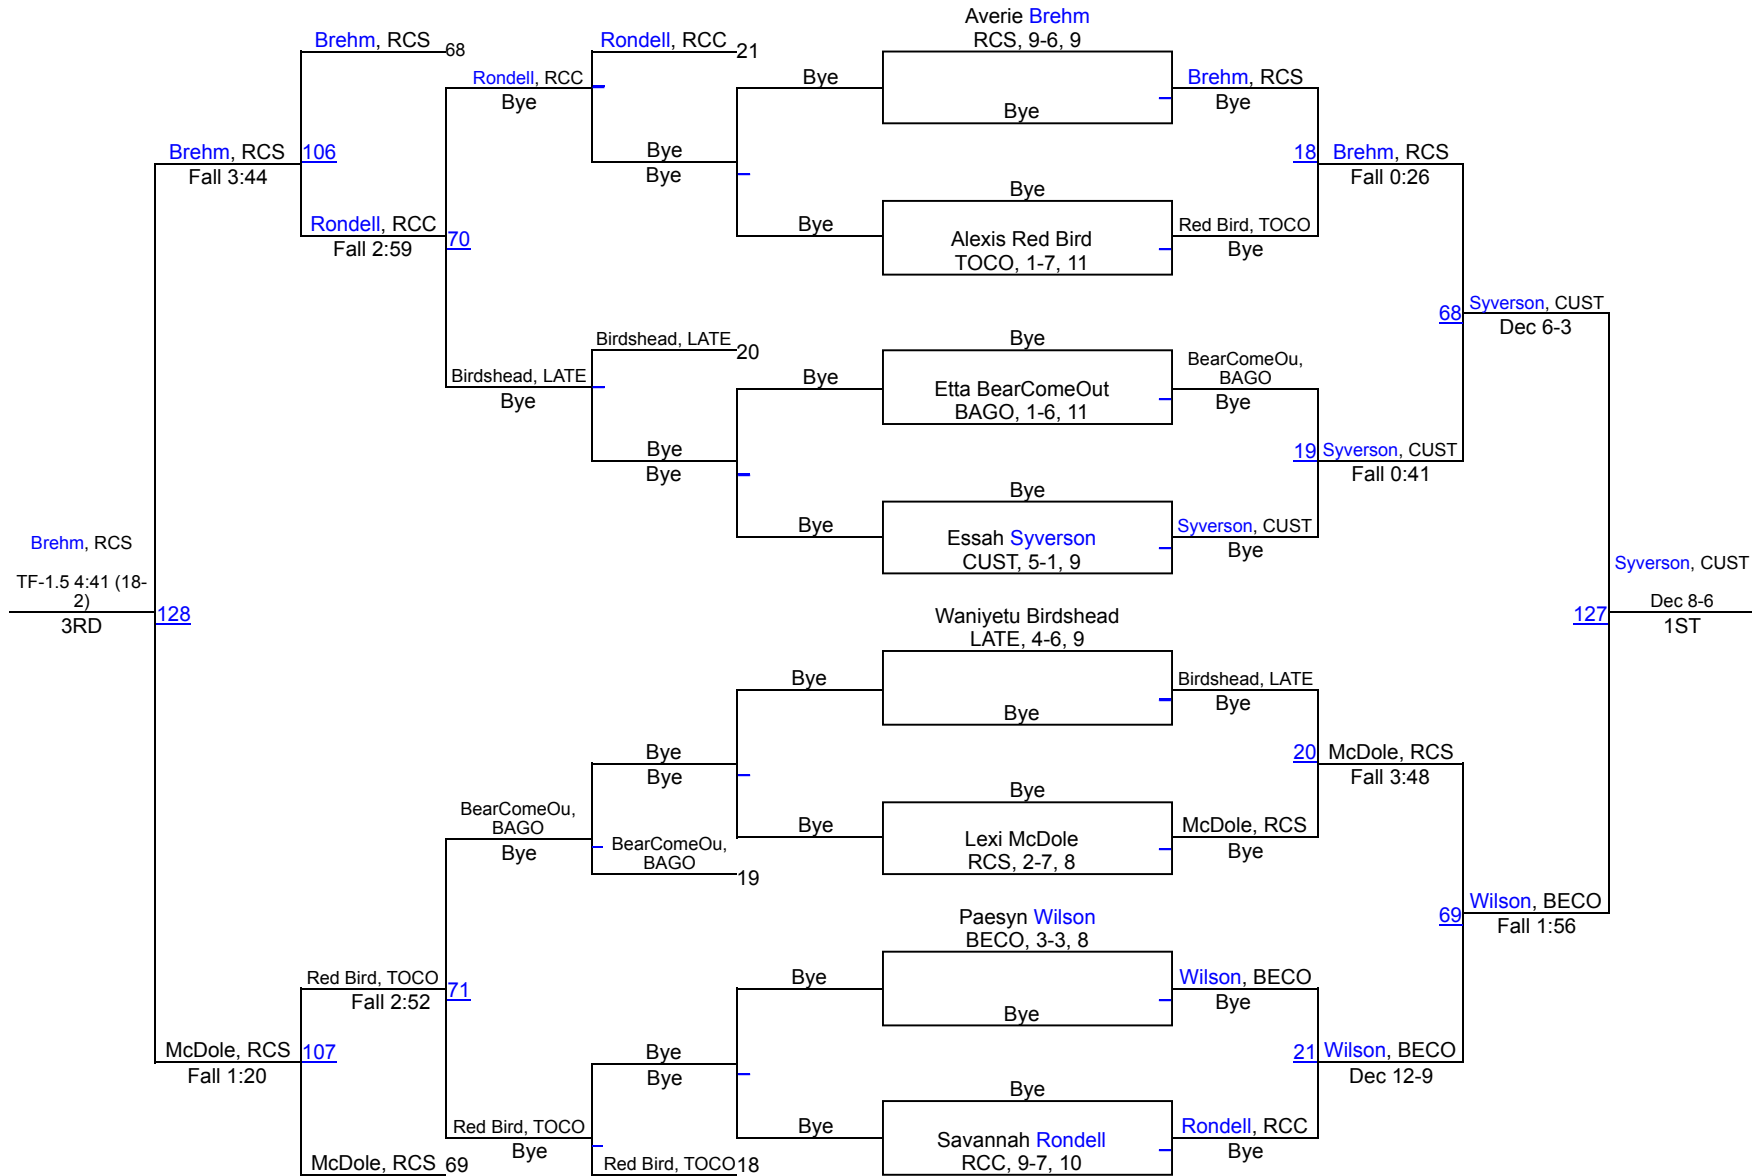 Averie Brehm
RCS, 9-6, 9
Brehm, RCS
68
Rondell, RCC
21
Rondell, RCC
Bye
Bye
Brehm, RCS
Bye
Bye
Brehm, RCS
106
Fall 3:44
Bye
Bye
18
Brehm, RCS
Fall 0:26
Bye
Rondell, RCC
70
Fall 2:59
Bye
Alexis Red Bird
TOCO, 1-7, 11
Red Bird, TOCO
Bye
68
Syverson, CUST
Dec 6-3
Birdshead, LATE
20
Bye
BearComeOu,
BAGO
Birdshead, LATE
Bye
Bye
Etta BearComeOut
BAGO, 1-6, 11
Bye
Bye
Bye
19
Syverson, CUST
Fall 0:41
Bye
Bye
Essah Syverson
CUST, 5-1, 9
Syverson, CUST
Bye
Brehm, RCS
TF-1.5 4:41 (18-
2)
3RD
128
Syverson, CUST
127
Dec 8-6
1ST
Waniyetu Birdshead
LATE, 4-6, 9
Bye
Birdshead, LATE
Bye
Bye
Bye
Bye
20
McDole, RCS
Fall 3:48
Bye
BearComeOu,
BAGO
Bye
BearComeOu,
BAGO
19
Bye
Lexi McDole
RCS, 2-7, 8
McDole, RCS
Bye
69
Wilson, BECO
Fall 1:56
Paesyn Wilson
BECO, 3-3, 8
Red Bird, TOCO
71
Fall 2:52
Bye
Wilson, BECO
Bye
Bye
McDole, RCS
107
Fall 1:20
Bye
Bye
21
Wilson, BECO
Dec 12-9
Bye
Red Bird, TOCO
Bye
Bye
Savannah Rondell
RCC, 9-7, 10
Rondell, RCC
Bye
McDole, RCS
69
Red Bird, TOCO
18